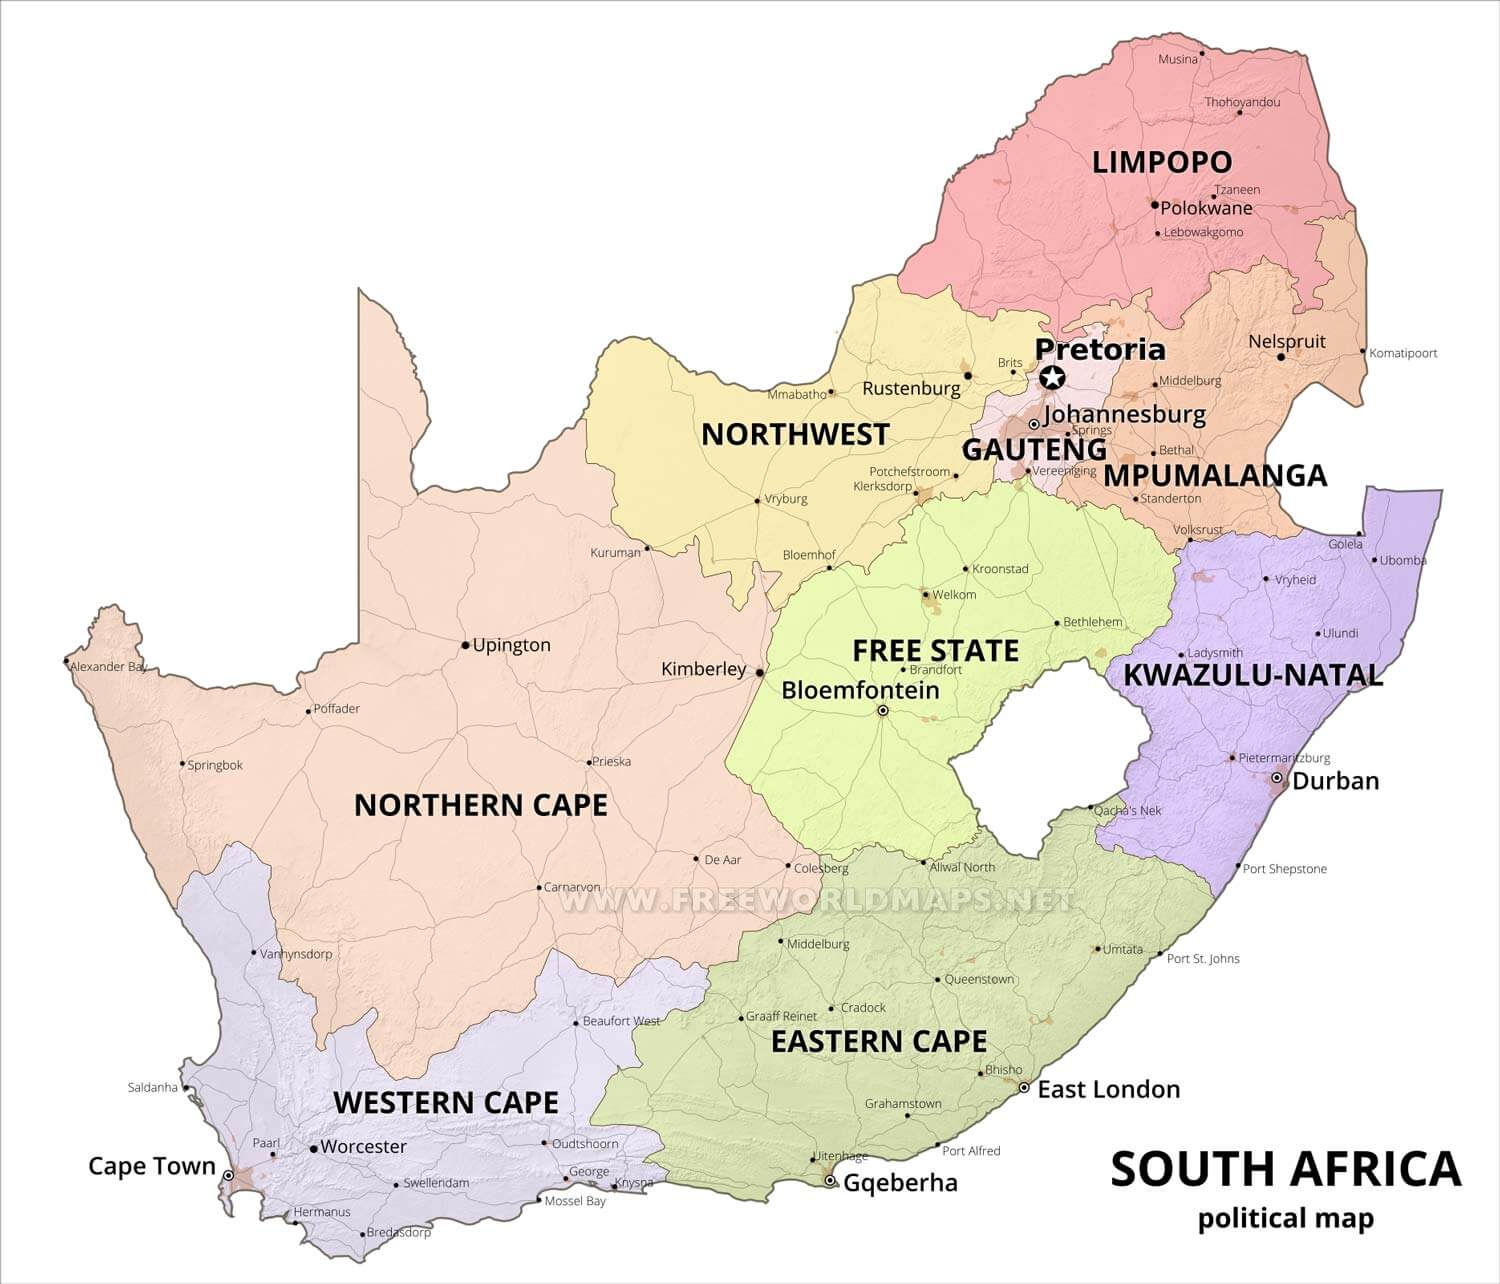 Musina
Thohoyandou
LIMPOPO
Tzaneen
Polokwane
Lebowakgomo
Pretoria
Nelspruit
Komatipoort
Brits
Rustenburg
Mmabatho
Middelburg
Johannesburg
Springs
NORTHWEST
GAUTENG
Bethal
Vereeniging
MPUMALANGA
Potchefstroom
Klerksdorp
Vryburg
Standerton
Volksrust
Golela
Kuruman
Bloemhof
Ubomba
Kroonstad
Vryheid
Welkom
Bethlehem
Ulundi
Upington
FREE STATE
Ladysmith
Alexander Bay
Kimberley
Brandfort
KWAZULU-NATAL
Bloemfontein
Poffader
Springbok
Prieska
Pietermaritzburg
Durban
NORTHERN CAPE
Qacha's Nek
De Aar
Colesberg
Aliwal North
Port Shepstone
Carnarvon
WWW.FREEWORLDMAPS.NET
Middelburg
Umtata
Vanhynsdorp
Port St. Johns
Queenstown
Cradock
Graaff Reinet
Beaufort West
EASTERN CAPE
Bhisho
East London
Saldanha
WESTERN CAPE
Grahamstown
Paarl
Worcester
Oudtshoorn
Port Alfred
Uitenhage
Cape Town
George
Knysna
Gqeberha
Swellendam
Mossel Bay
Hermanus
Bredasdorp
SOUTH AFRICA
political map